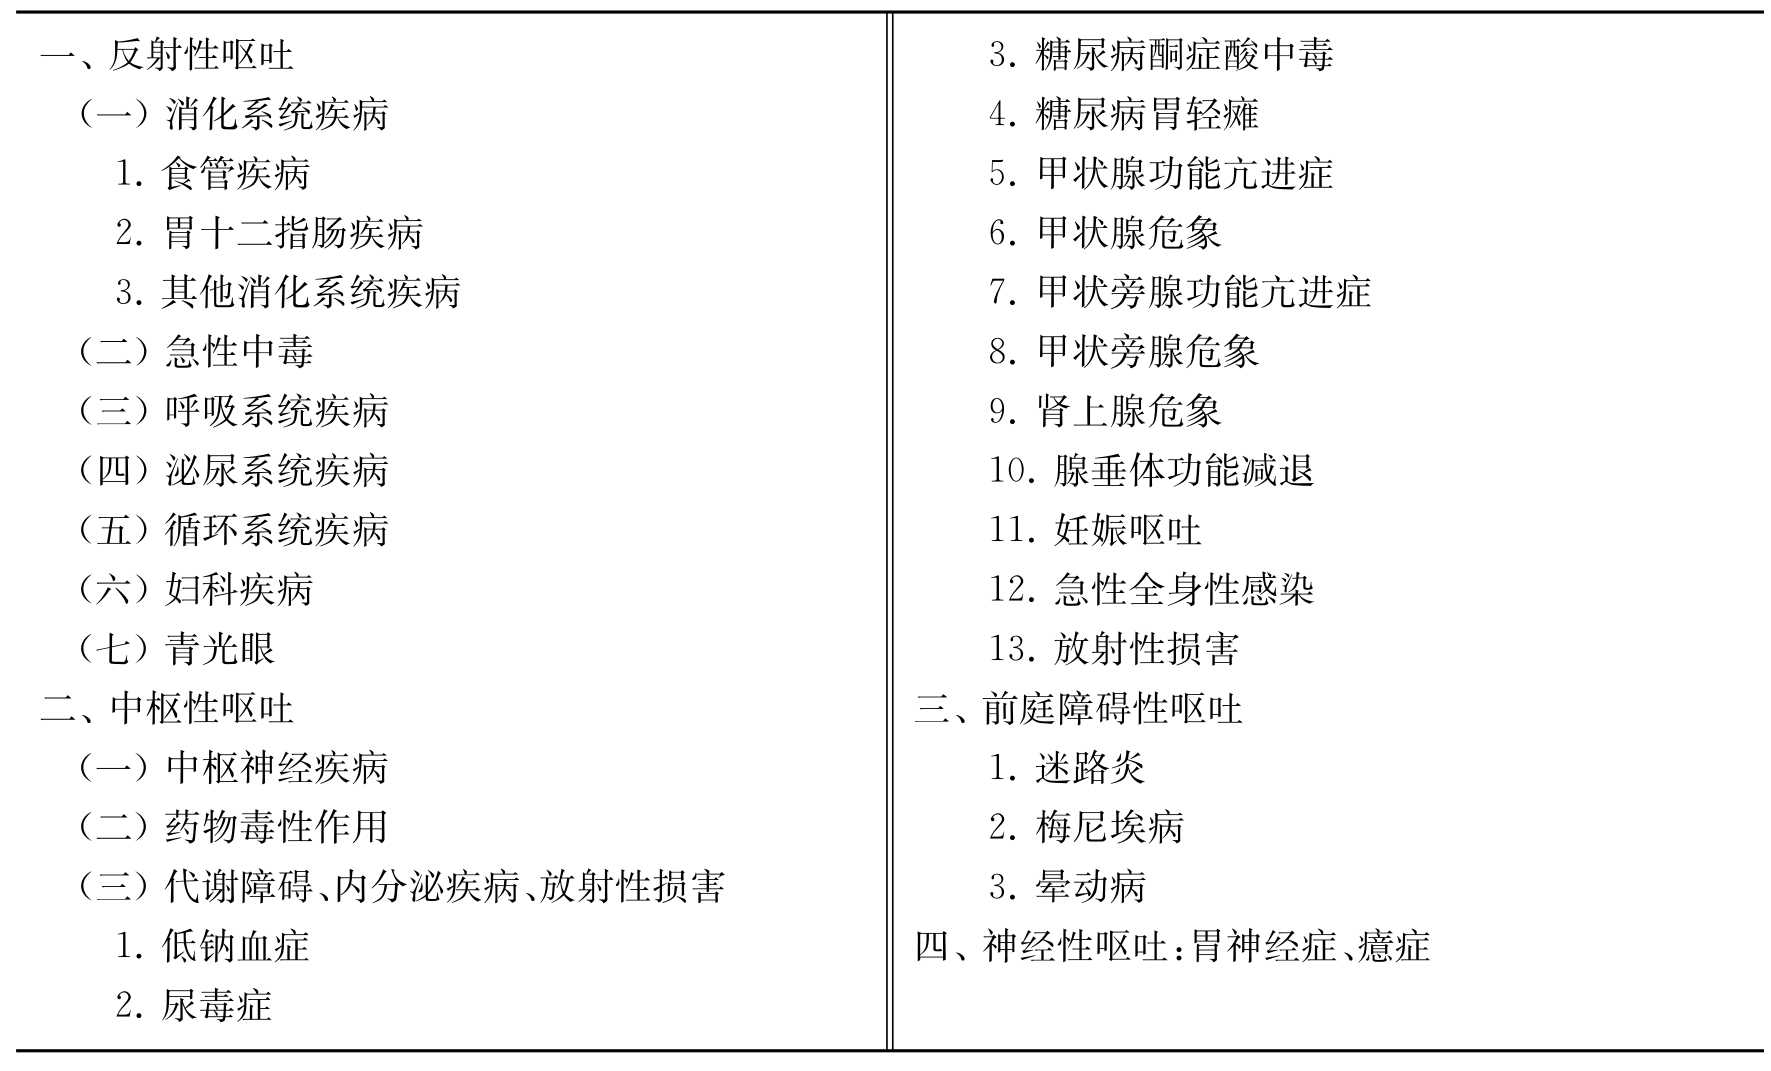 一、反射性呕吐
（一）消化系统疾病
1. 食管疾病
2. 胃十二指肠疾病
3. 其他消化系统疾病
（二）急性中毒
（三）呼吸系统疾病
（四）泌尿系统疾病
（五）循环系统疾病
（六）妇科疾病
（七）青光眼
二、中枢性呕吐
（一）中枢神经疾病
（二）药物毒性作用
（三）代谢障碍、内分泌疾病、放射性损害
1. 低钠血症
2. 尿毒症
3. 糖尿病酮症酸中毒
4. 糖尿病胃轻瘫
5. 甲状腺功能亢进症
6. 甲状腺危象
7. 甲状旁腺功能亢进症
8. 甲状旁腺危象
9. 肾上腺危象
10. 腺垂体功能减退
11. 妊娠呕吐
12. 急性全身性感染
13. 放射性损害
三、前庭障碍性呕吐
1. 迷路炎
2. 梅尼埃病
3. 晕动病
四、神经性呕吐:胃神经症、癔症